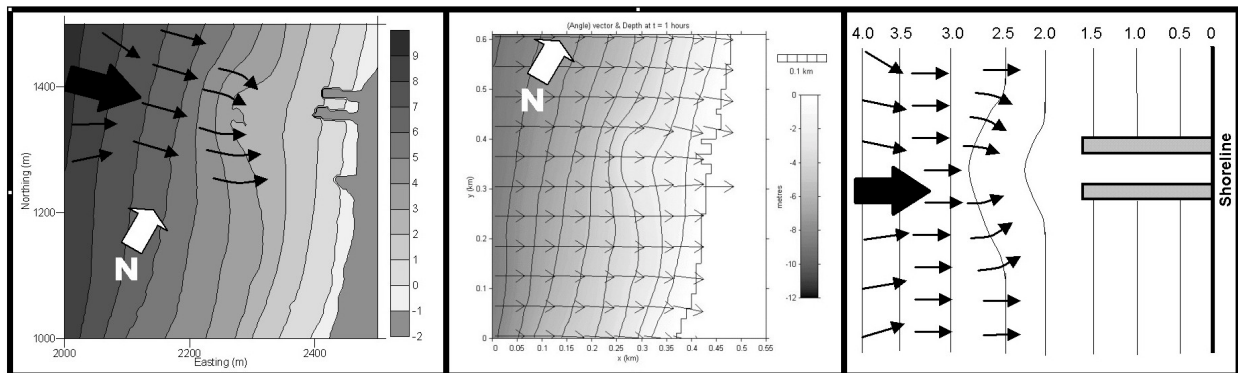 1400
1200
1000
Northing (m)
2000
2200
2400
Easting (m)
N
9
8
7
6
5
4
3
2
1
0
-1
-2
(Angle) vector & Depth at t = 1 hours
0.6
0.5
0.4
0.3
0.2
0.1
0
y (km)
0 0.05 0.1 0.15 0.2 0.25 0.3 0.35 0.4 0.45 0.5 0.55
x (km)
N
0.1 km
0
-2
-4
-6
-8
-10
-12
metres
4.0 3.5 3.0 2.5 2.0 1.5 1.0 0
Shoreline